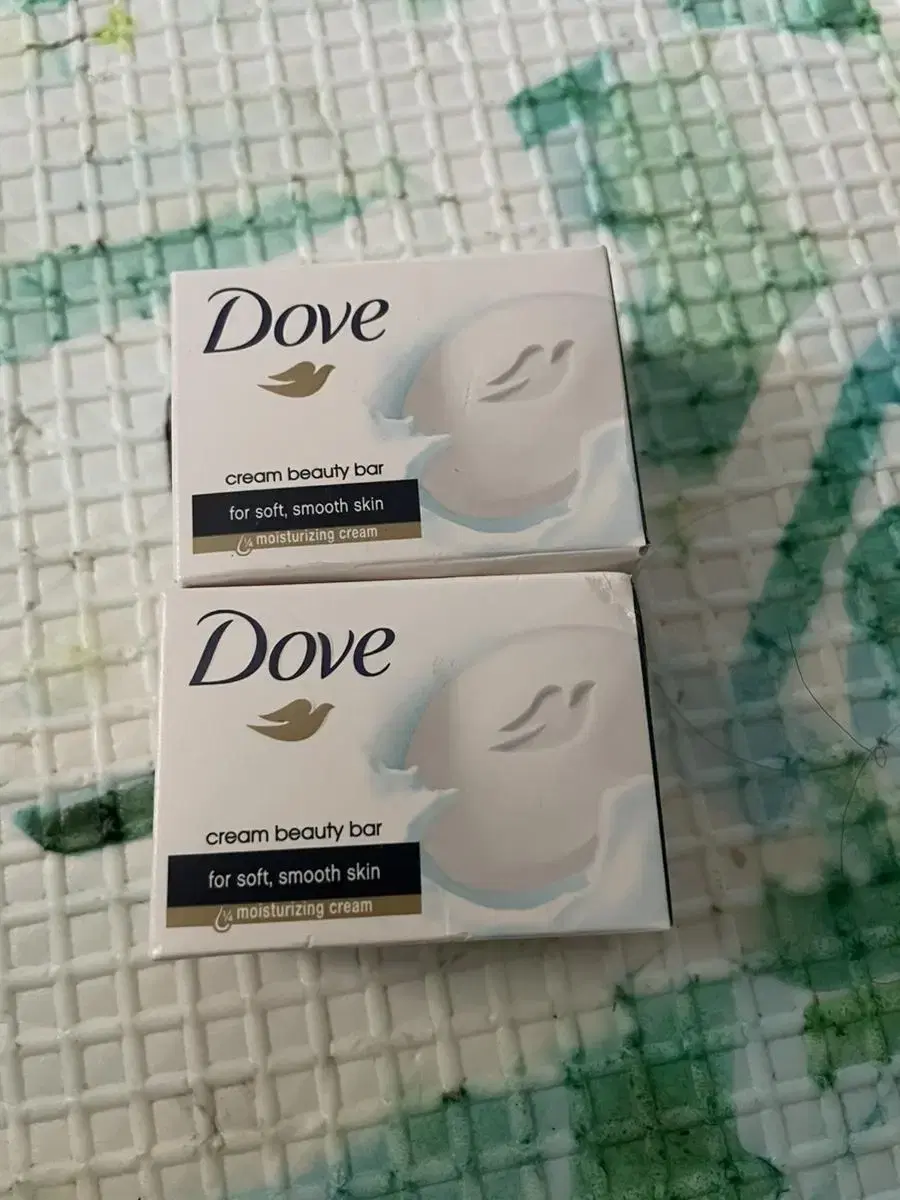 Dove
cream beauty bar
for soft, smooth skin
¼ moisturizing cream
Dove
cream beauty bar
for soft, smooth skin
¼ moisturizing cream